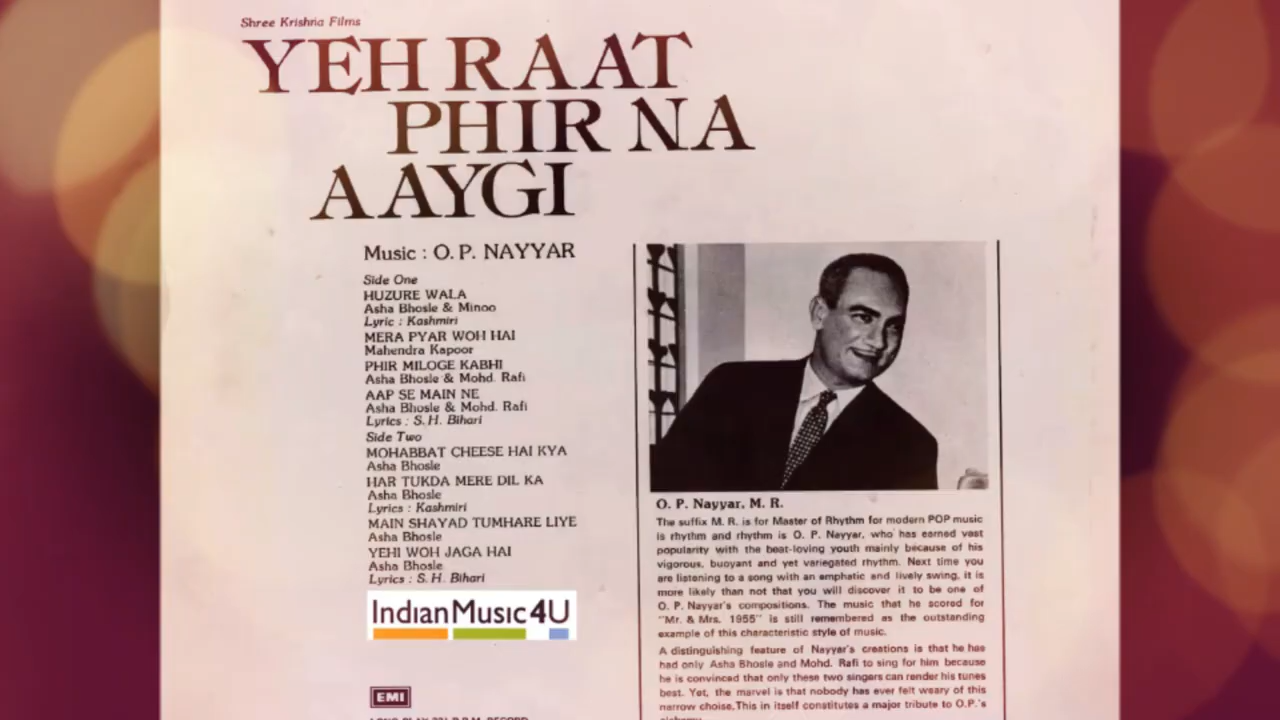 Shree Krishna Films
YEH RAAT
PHIR NA
AAYGI
Music : O. P. NAYYAR
Side One
HUZURE WALA
Asha Bhosle & Minoo
Lyric : Kashmiri
MERA PYAR WOH HAI
Mahendra Kapoor
PHIR MILOGE KABHI
Asha Bhosle & Mohd. Rafi
AAP SE MAIN NE
Asha Bhosle & Mohd. Rafi
Lyrics : S. H. Bihari
Side Two
MOHABBAT CHEESE HAI KYA
Asha Bhosle
HAR TUKDA MERE DIL KA
Asha Bhosle
Lyrics : Kashmiri
MAIN SHAYAD TUMHARE LIYE
Asha Bhosle
YEHI WOH JAGA HAI
Asha Bhosle
Lyrics : S. H. Bihari
IndianMusic4U
EMI
O. P. Nayyar, M. R.
The suffix M. R. is for Master of Rhythm for modern POP music
is rhythm and rhythm is O. P. Nayyar, who has earned vast
popularity with the beat-loving youth mainly because of his
vigorous, buoyant and yet variegated rhythm. Next time you
are listening to a song with an emphatic and lively swing, it is
more likely than not that you will discover it to be one of
O. P. Nayyar's compositions. The music that he scored for
"Mr. & Mrs. 1955" is still remembered as the outstanding
example of this characteristic style of music.
A distinguishing feature of Nayyar's creations is that he has
had only Asha Bhosle and Mohd. Rafi to sing for him because
he is convinced that only these two singers can render his tunes
best. Yet, the marvel is that nobody has ever felt weary of this
narrow choise. This in itself constitutes a major tribute to O.P.'s